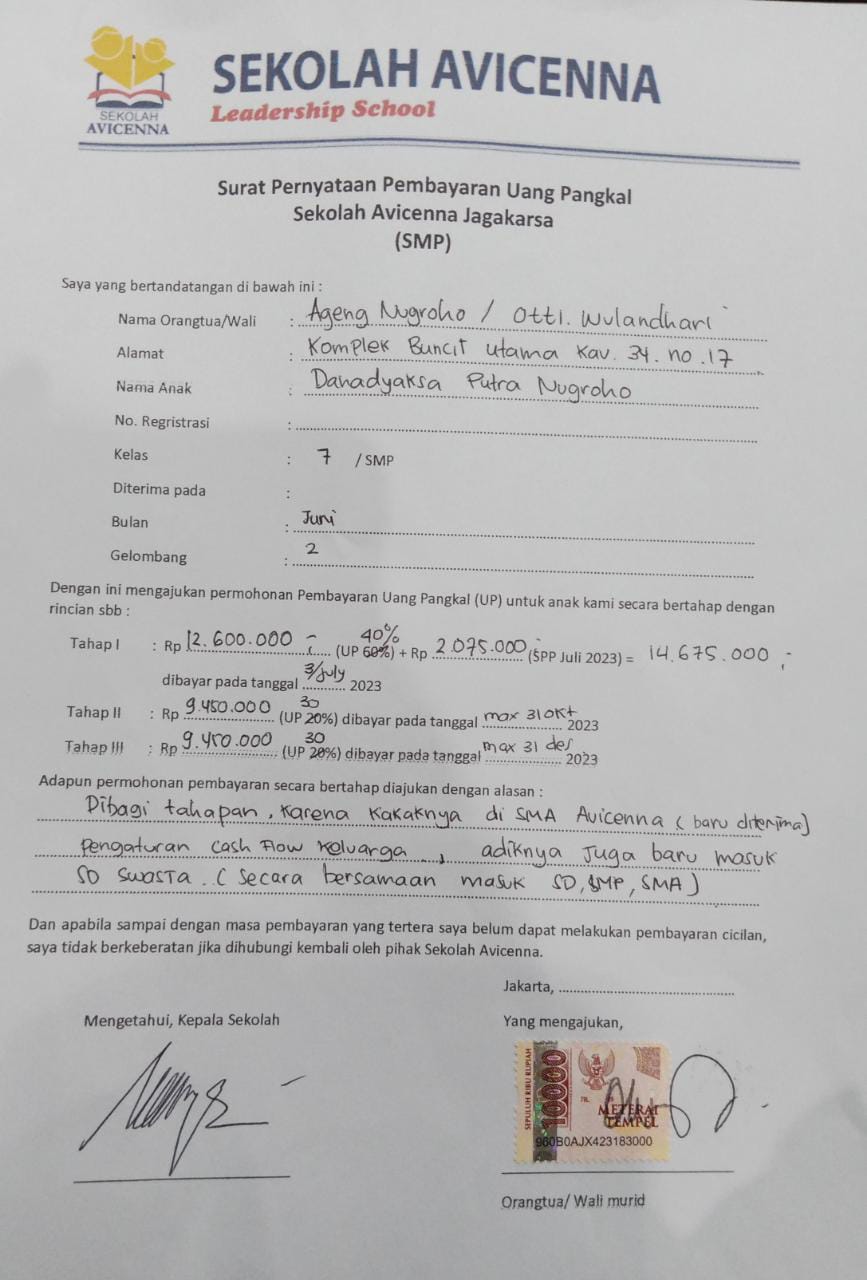 SEKOLAH
AVICENNA
SEKOLAH AVICENNA
Leadership School
Surat Pernyataan Pembayaran Uang Pangkal
Sekolah Avicenna Jagakarsa
(SMP)
Saya yang bertandatangan di bawah ini :
Nama Orangtua/Wali : Ageng Nugroho / Otti. Wulandhari
Alamat : Komplek Buncit Utama Kav. 34. no. 17
Nama Anak : Danadyaksa Putra Nugroho
No. Regristrasi :
Kelas : 7 / SMP
Diterima pada :
Bulan : Juni
Gelombang : 2
Dengan ini mengajukan permohonan Pembayaran Uang Pangkal (UP) untuk anak kami secara bertahap dengan
rincian sbb :
40%
Tahap I : Rp 12.600.000 ,- (UP 60%) + Rp 2.075.000 ,- (SPP Juli 2023) = 14.675.000 ,-
dibayar pada tanggal 3/July 2023
30
Tahap II : Rp 9.450.000 (UP 20%) dibayar pada tanggal max 31 Okt 2023
30
Tahap III : Rp 9.450.000 (UP 20%) dibayar pada tanggal max 31 des 2023
Adapun permohonan pembayaran secara bertahap diajukan dengan alasan :
Dibagi tahapan, karena kakaknya di SMA Avicenna (baru diterima)
pengaturan cash flow keluarga, adiknya juga baru masuk
SD swasta. (secara bersamaan masuk SD, SMP, SMA)
Dan apabila sampai dengan masa pembayaran yang tertera saya belum dapat melakukan pembayaran cicilan,
saya tidak berkeberatan jika dihubungi kembali oleh pihak Sekolah Avicenna.
Jakarta,
Mengetahui, Kepala Sekolah
Yang mengajukan,
SEPULUH RIBU RUPIAH
10000
TL.
METERAI
TEMPEL
960B0AJX423183000
Orangtua/ Wali murid